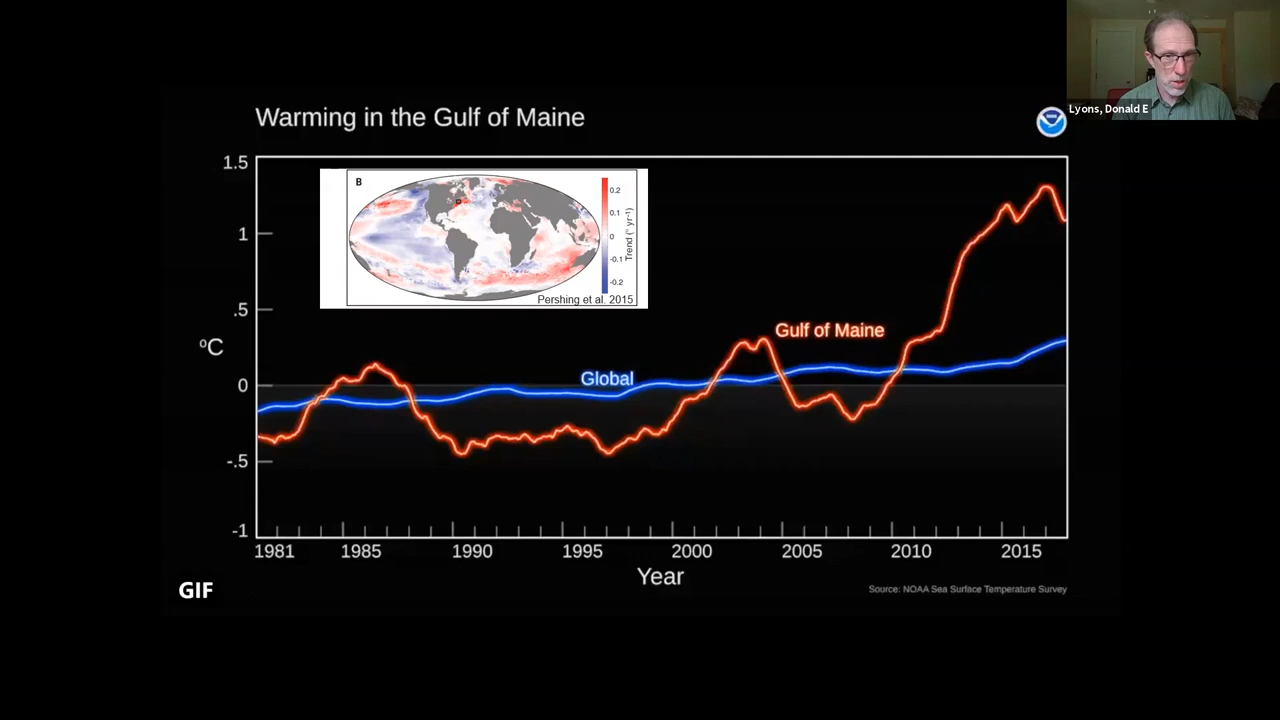 Lyons, Donald E
Warming in the Gulf of Maine
1.5
1
.5
0
-.5
-1
ºC
B
0.2
0.1
0
-0.1
-0.2
Trend (° yr⁻¹)
Pershing et al. 2015
Gulf of Maine
Global
1981 1985 1990 1995 2000 2005 2010 2015
Year
GIF
Source: NOAA Sea Surface Temperature Survey